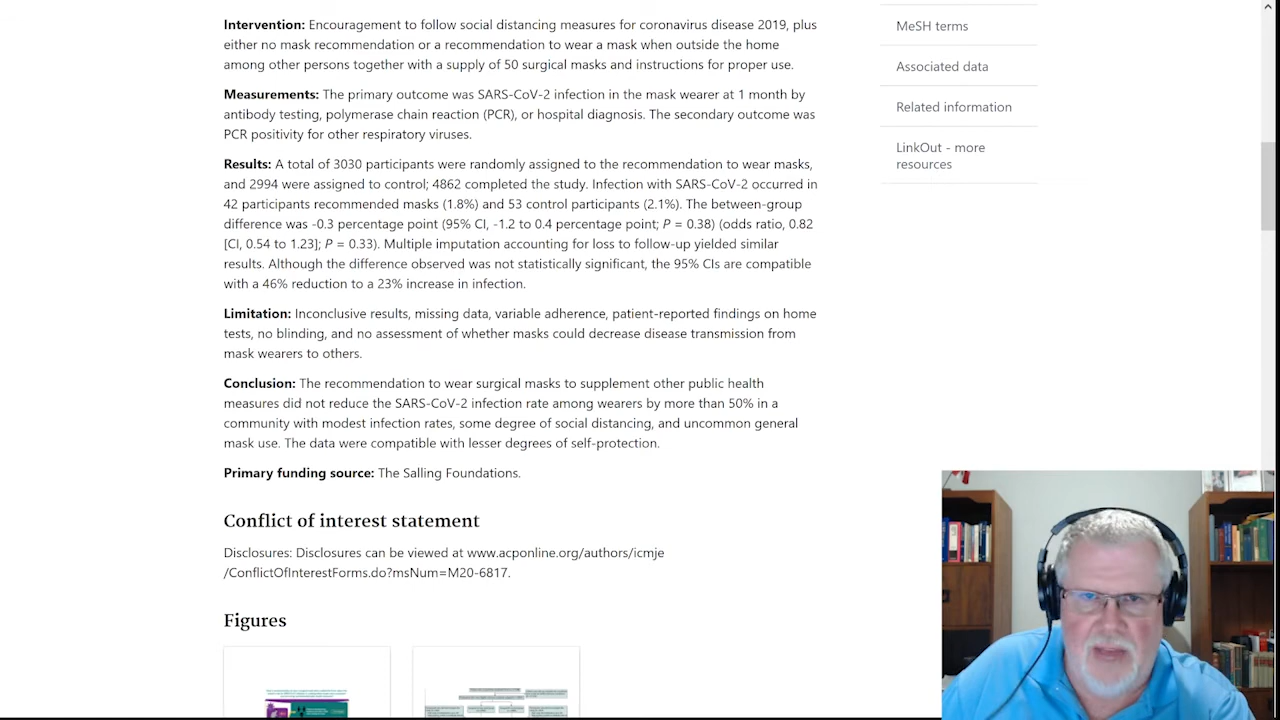 Intervention: Encouragement to follow social distancing measures for coronavirus disease 2019, plus
either no mask recommendation or a recommendation to wear a mask when outside the home
among other persons together with a supply of 50 surgical masks and instructions for proper use.
Measurements: The primary outcome was SARS-CoV-2 infection in the mask wearer at 1 month by
antibody testing, polymerase chain reaction (PCR), or hospital diagnosis. The secondary outcome was
PCR positivity for other respiratory viruses.
Results: A total of 3030 participants were randomly assigned to the recommendation to wear masks,
and 2994 were assigned to control; 4862 completed the study. Infection with SARS-CoV-2 occurred in
42 participants recommended masks (1.8%) and 53 control participants (2.1%). The between-group
difference was -0.3 percentage point (95% CI, -1.2 to 0.4 percentage point; P = 0.38) (odds ratio, 0.82
[CI, 0.54 to 1.23]; P = 0.33). Multiple imputation accounting for loss to follow-up yielded similar
results. Although the difference observed was not statistically significant, the 95% CIs are compatible
with a 46% reduction to a 23% increase in infection.
Limitation: Inconclusive results, missing data, variable adherence, patient-reported findings on home
tests, no blinding, and no assessment of whether masks could decrease disease transmission from
mask wearers to others.
Conclusion: The recommendation to wear surgical masks to supplement other public health
measures did not reduce the SARS-CoV-2 infection rate among wearers by more than 50% in a
community with modest infection rates, some degree of social distancing, and uncommon general
mask use. The data were compatible with lesser degrees of self-protection.
Primary funding source: The Salling Foundations.
Conflict of interest statement
Disclosures: Disclosures can be viewed at www.acponline.org/authors/icmje
/ConflictOfInterestForms.do?msNum=M20-6817.
Figures
MeSH terms
Associated data
Related information
LinkOut - more
resources